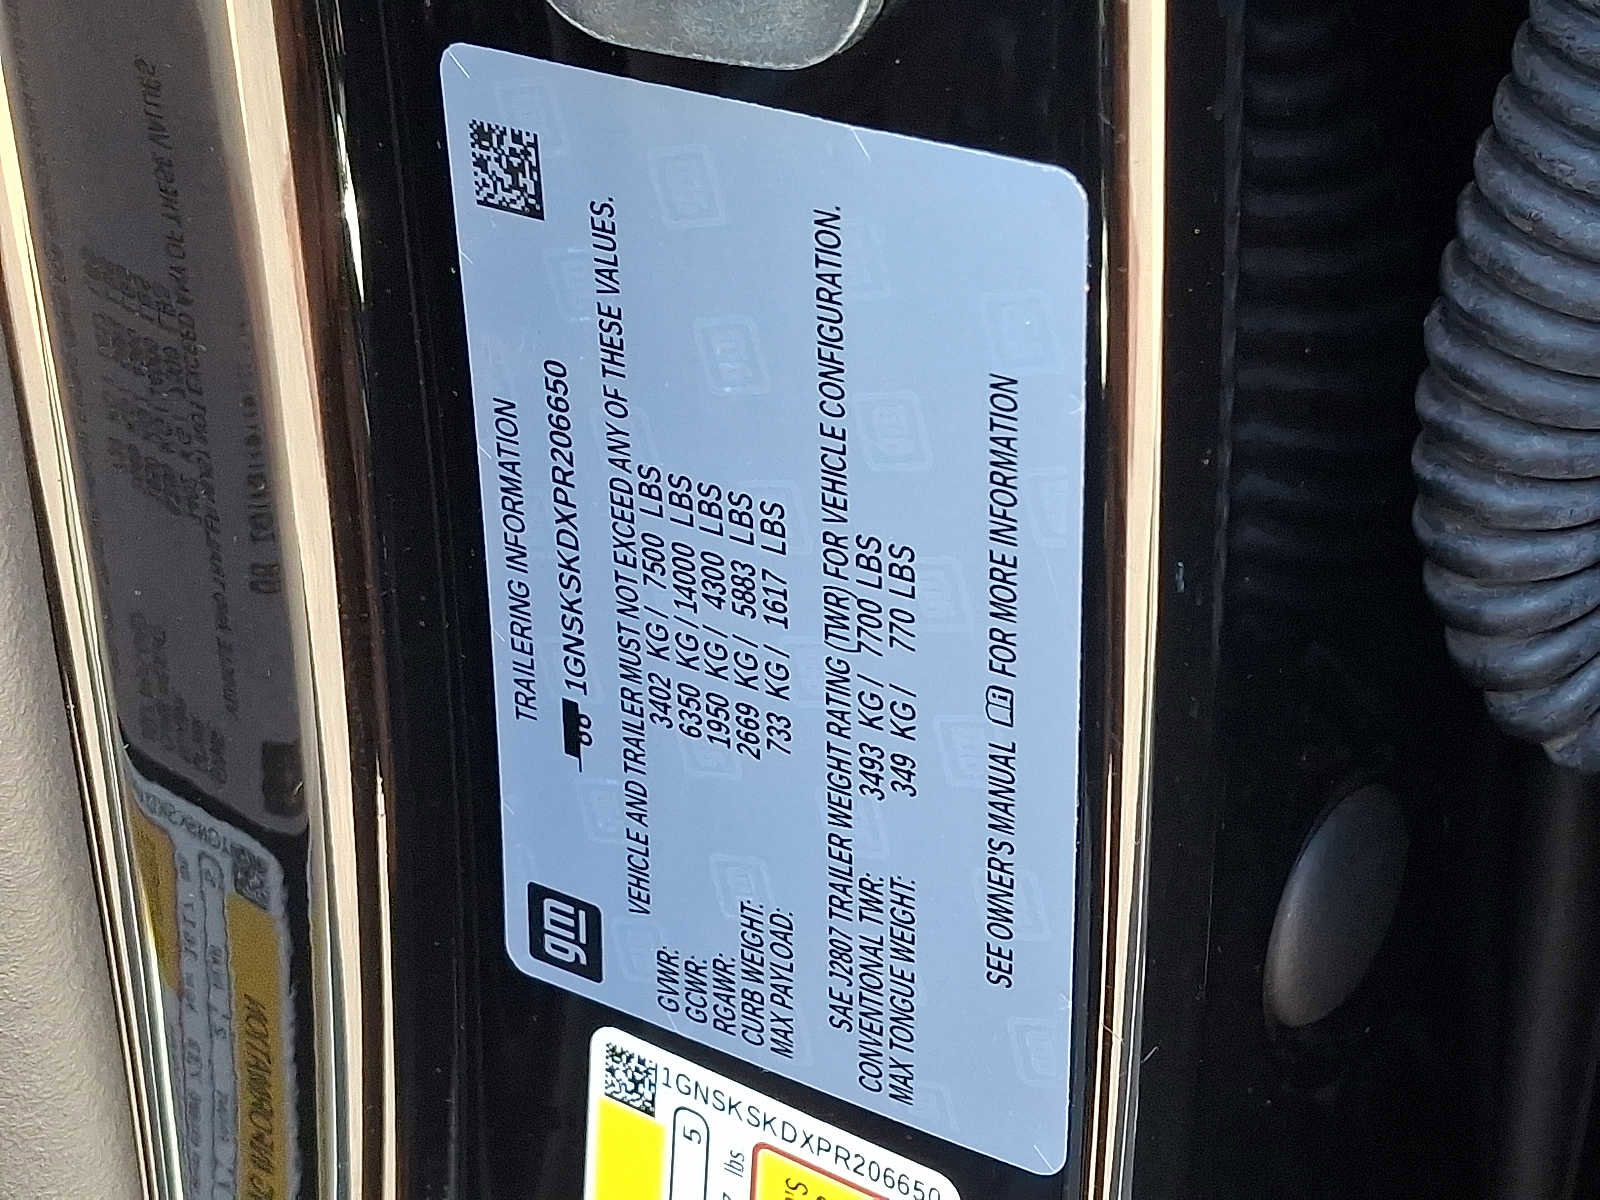 gm
TRAILERING INFORMATION
1GNSKSKDXPR206650
VEHICLE AND TRAILER MUST NOT EXCEED ANY OF THESE VALUES.
GVWR: 3402 KG / 7500 LBS
GCWR: 6350 KG / 14000 LBS
RGAWR: 1950 KG / 4300 LBS
CURB WEIGHT: 2669 KG / 5883 LBS
MAX PAYLOAD: 733 KG / 1617 LBS
SAE J2807 TRAILER WEIGHT RATING (TWR) FOR VEHICLE CONFIGURATION.
CONVENTIONAL TWR: 3493 KG / 7700 LBS
MAX TONGUE WEIGHT: 349 KG / 770 LBS
SEE OWNER'S MANUAL FOR MORE INFORMATION
1GNSKSKDXPR206650
5
lbs